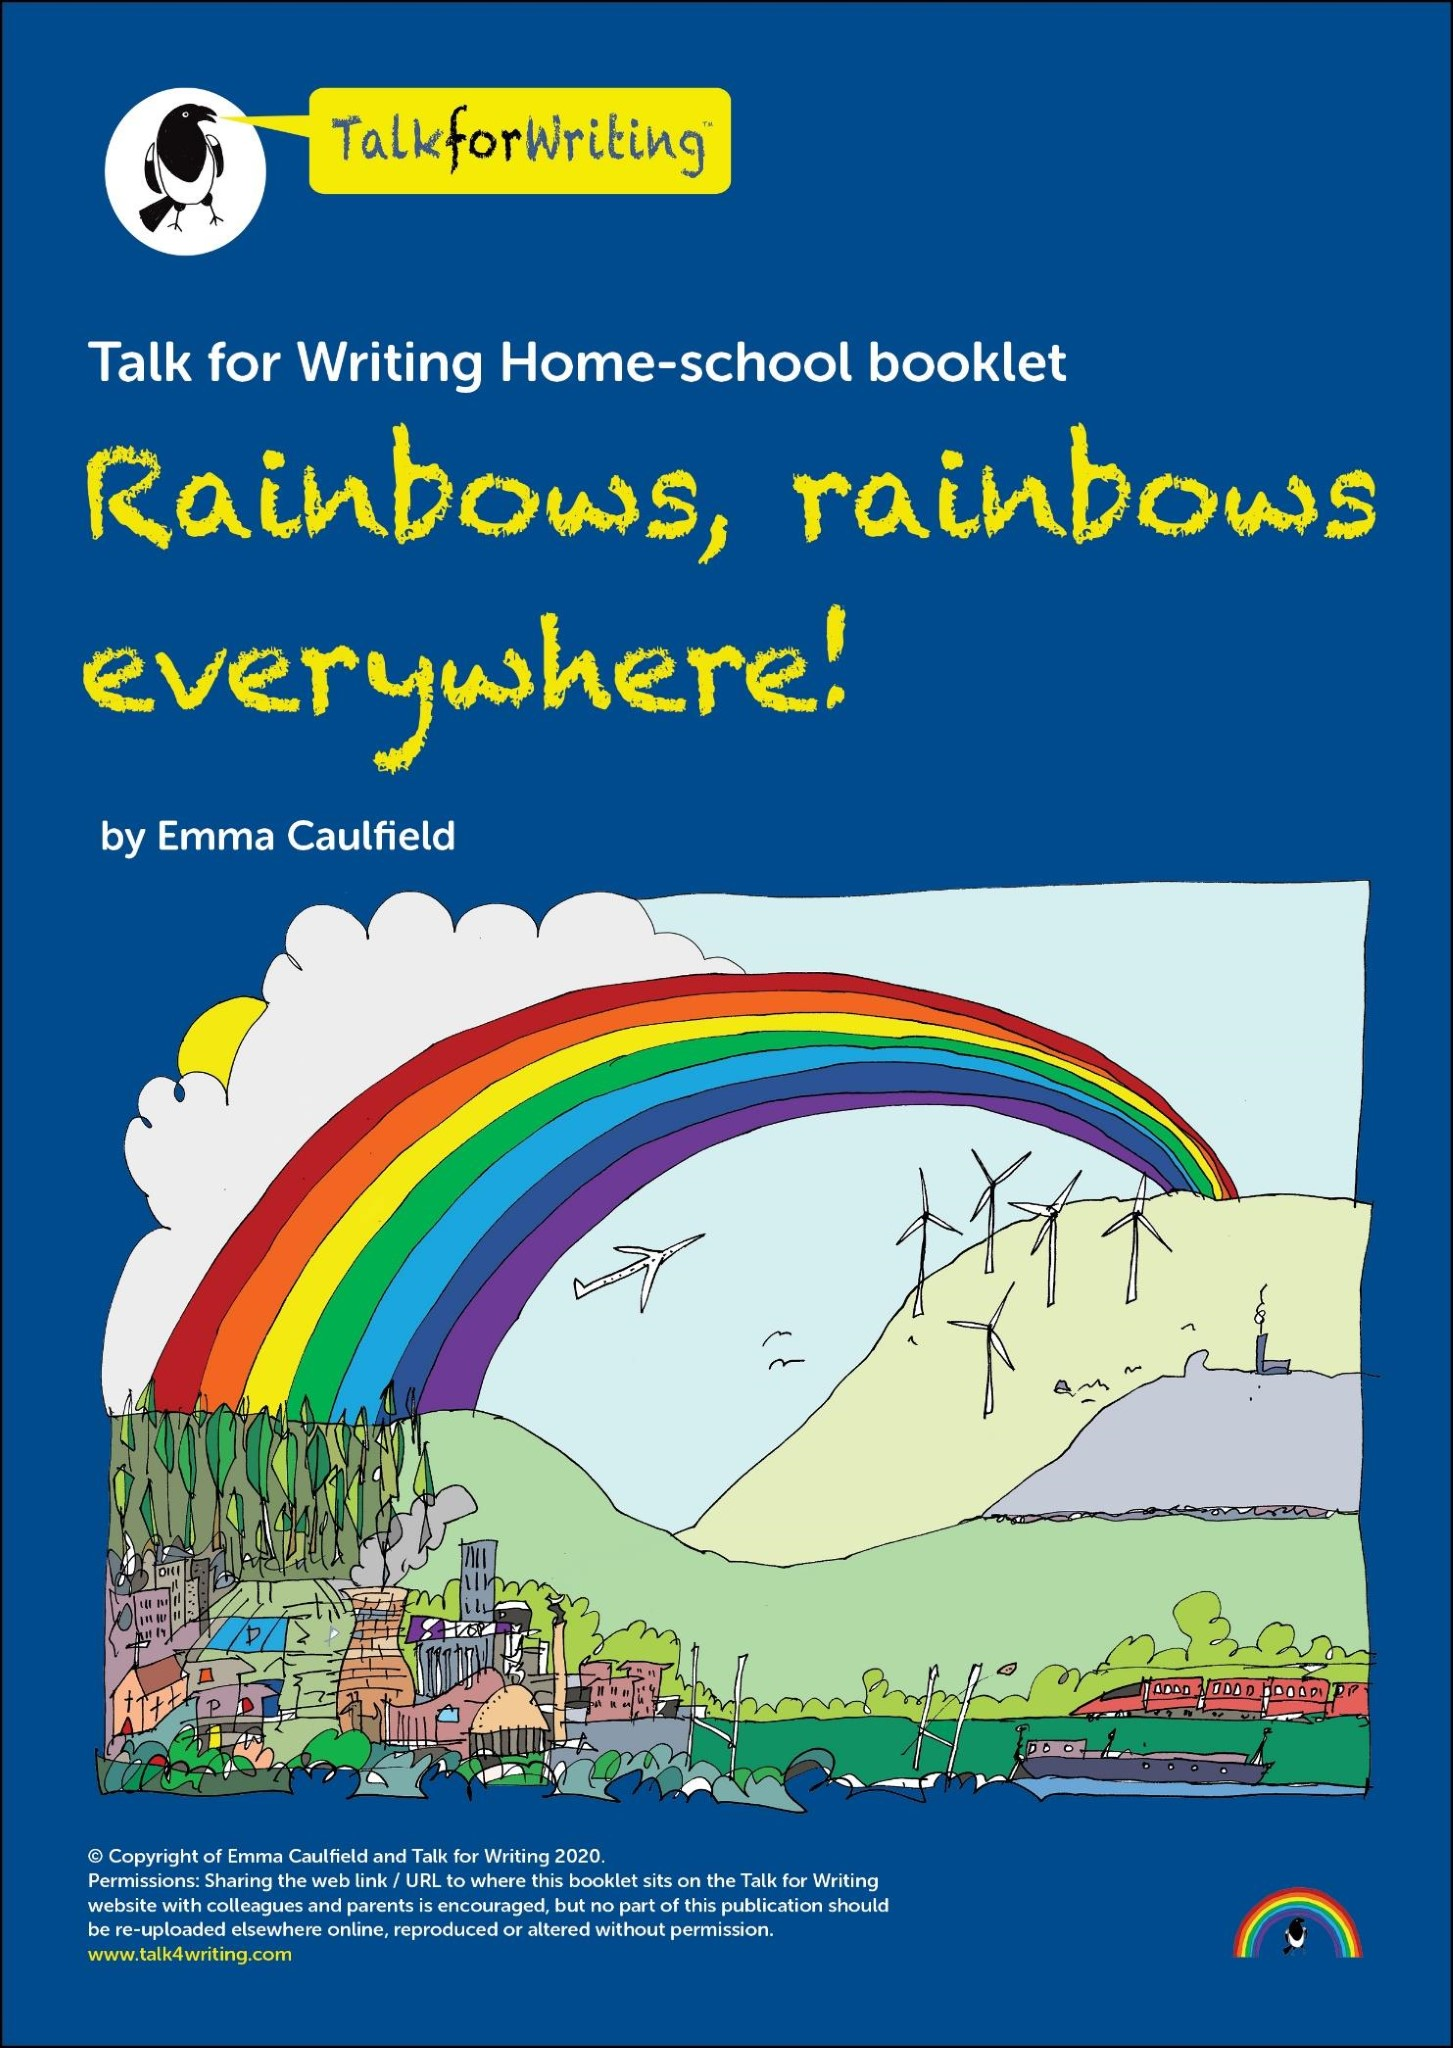 TalkforWriting™
Talk for Writing Home-school booklet
Rainbows, rainbows
everywhere!
by Emma Caulfield
© Copyright of Emma Caulfield and Talk for Writing 2020.
Permissions: Sharing the web link / URL to where this booklet sits on the Talk for Writing
website with colleagues and parents is encouraged, but no part of this publication should
be re-uploaded elsewhere online, reproduced or altered without permission.
www.talk4writing.com